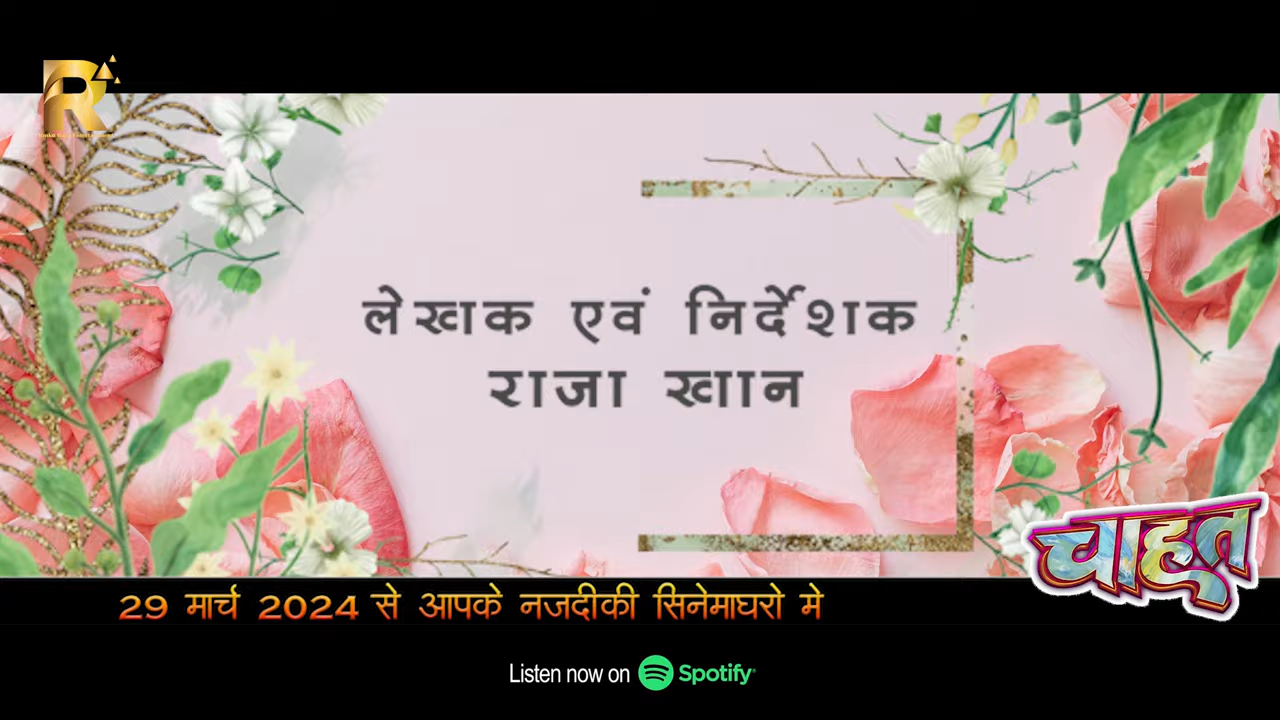 R
लेखक एवं निर्देशक
राजा खान
चाहत
29 मार्च 2024 से आपके नजदीकी सिनेमाघरो मे
Listen now on Spotify